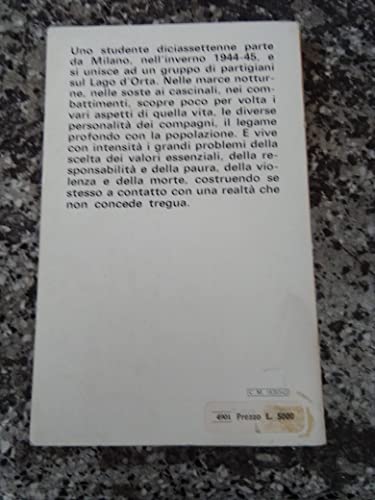 Uno studente diciassettenne parte
da Milano, nell'inverno 1944-45, e
si unisce ad un gruppo di partigiani
sul Lago d'Orta. Nelle marce nottur-
ne, nelle soste ai cascinali, nei com-
battimenti, scopre poco per volta i
vari aspetti di quella vita, le diverse
personalità dei compagni, il legame
profondo con la popolazione. E vive
con intensità i grandi problemi della
scelta dei valori essenziali, della re-
sponsabilità e della paura, della vio-
lenza e della morte, costruendo se
stesso a contatto con una realtà che
non concede tregua.
C. M.
4901 Prezzo L. 5000